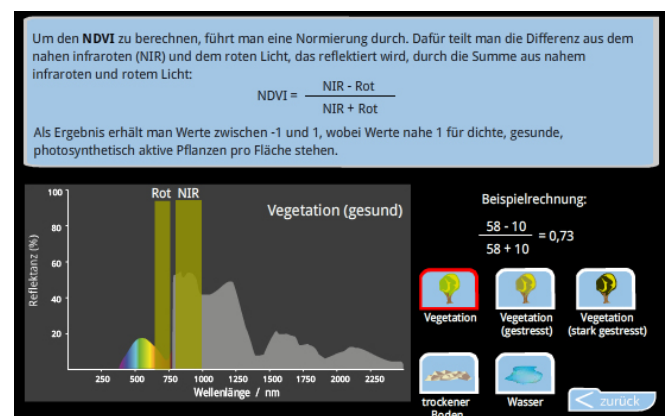 Um den NDVI zu berechnen, führt man eine Normierung durch. Dafür teilt man die Differenz aus dem
nahen infraroten (NIR) und dem roten Licht, das reflektiert wird, durch die Summe aus nahem
infraroten und rotem Licht:
NDVI = NIR - Rot
NIR + Rot
Als Ergebnis erhält man Werte zwischen -1 und 1, wobei Werte nahe 1 für dichte, gesunde,
photosynthetisch aktive Pflanzen pro Fläche stehen.
Rot NIR
Vegetation (gesund)
Reflektanz (%)
100
80
60
40
20
250 500 750 1000 1250 1500 1750 2000 2250
Wellenlänge / nm
Beispielrechnung:
58 - 10
58 + 10
= 0,73
Vegetation
Vegetation
(gestresst)
Vegetation
(stark gestresst)
trockener
Boden
Wasser
< zurück